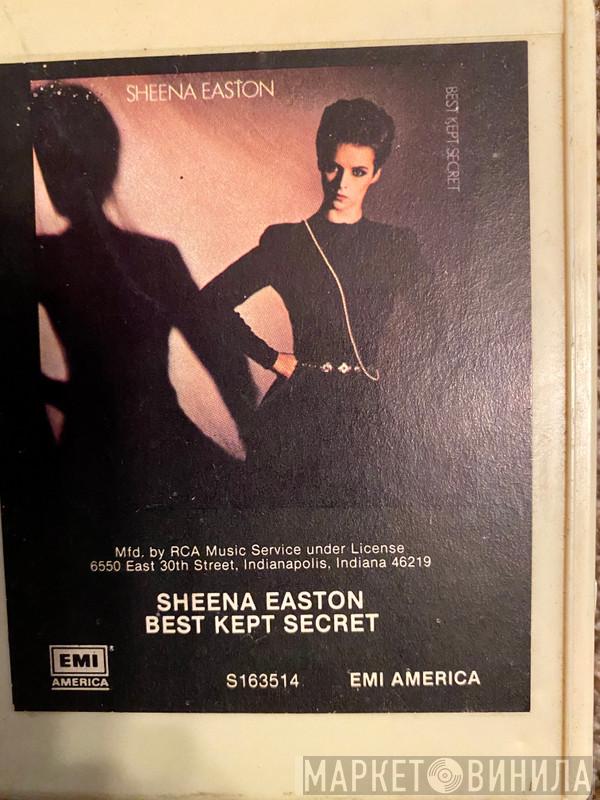 SHEENA EASTON
BEST KEPT SECRET
Mfd. by RCA Music Service under License
6550 East 30th Street, Indianapolis, Indiana 46219
SHEENA EASTON
BEST KEPT SECRET
EMI
AMERICA
S163514
EMI AMERICA
МАРКЕТ ВИНИЛА